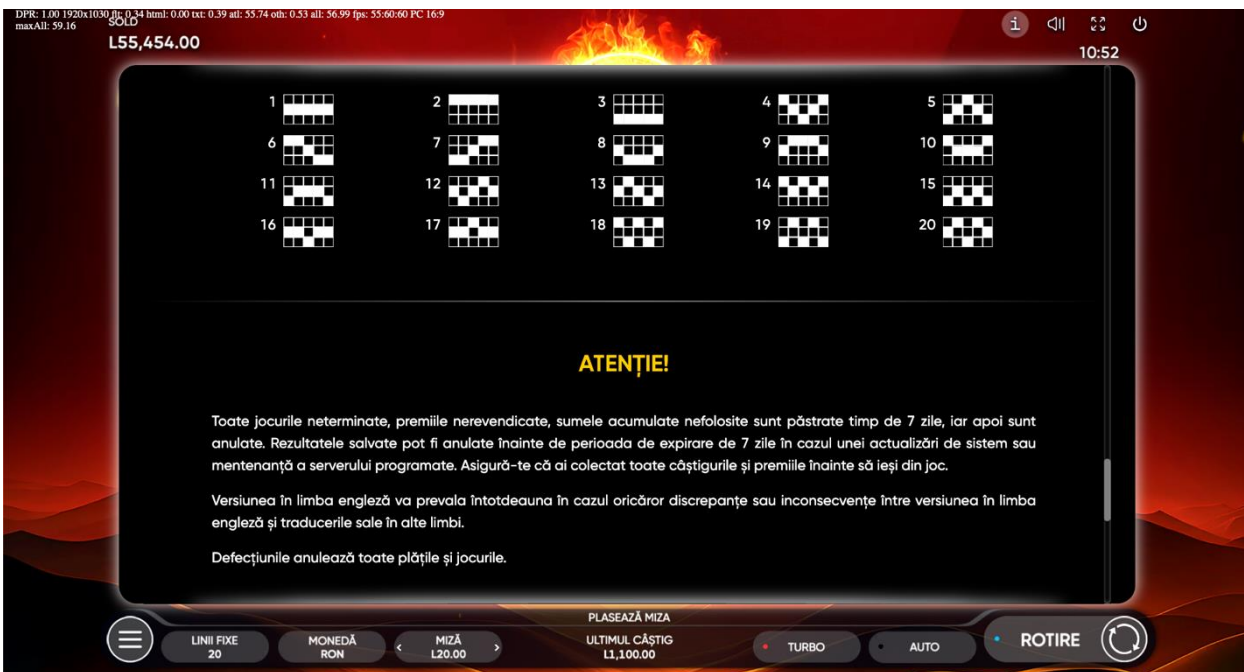 DPR: 1.00 1920x1030 flt: 0.34 html: 0.00 txt: 0.39 atl: 55.74 oth: 0.53 all: 56.99 fps: 55:60:60 PC 16:9
maxAll: 59.16
SOLD
L55,454.00
i
10:52
1 2 3 4 5
6 7 8 9 10
11 12 13 14 15
16 17 18 19 20
ATENȚIE!
Toate jocurile neterminate, premiile nerevendicate, sumele acumulate nefolosite sunt păstrate timp de 7 zile, iar apoi sunt
anulate. Rezultatele salvate pot fi anulate înainte de perioada de expirare de 7 zile în cazul unei actualizări de sistem sau
mentenanță a serverului programate. Asigură-te că ai colectat toate câștigurile și premiile înainte să ieși din joc.
Versiunea în limba engleză va prevala întotdeauna în cazul oricăror discrepanțe sau inconsecvențe între versiunea în limba
engleză și traducerile sale în alte limbi.
Defecțiunile anulează toate plățile și jocurile.
PLASEAZĂ MIZA
LINII FIXE
20
MONEDĂ
RON
MIZĂ
L20.00
ULTIMUL CÂȘTIG
L1,100.00
TURBO
AUTO
ROTIRE